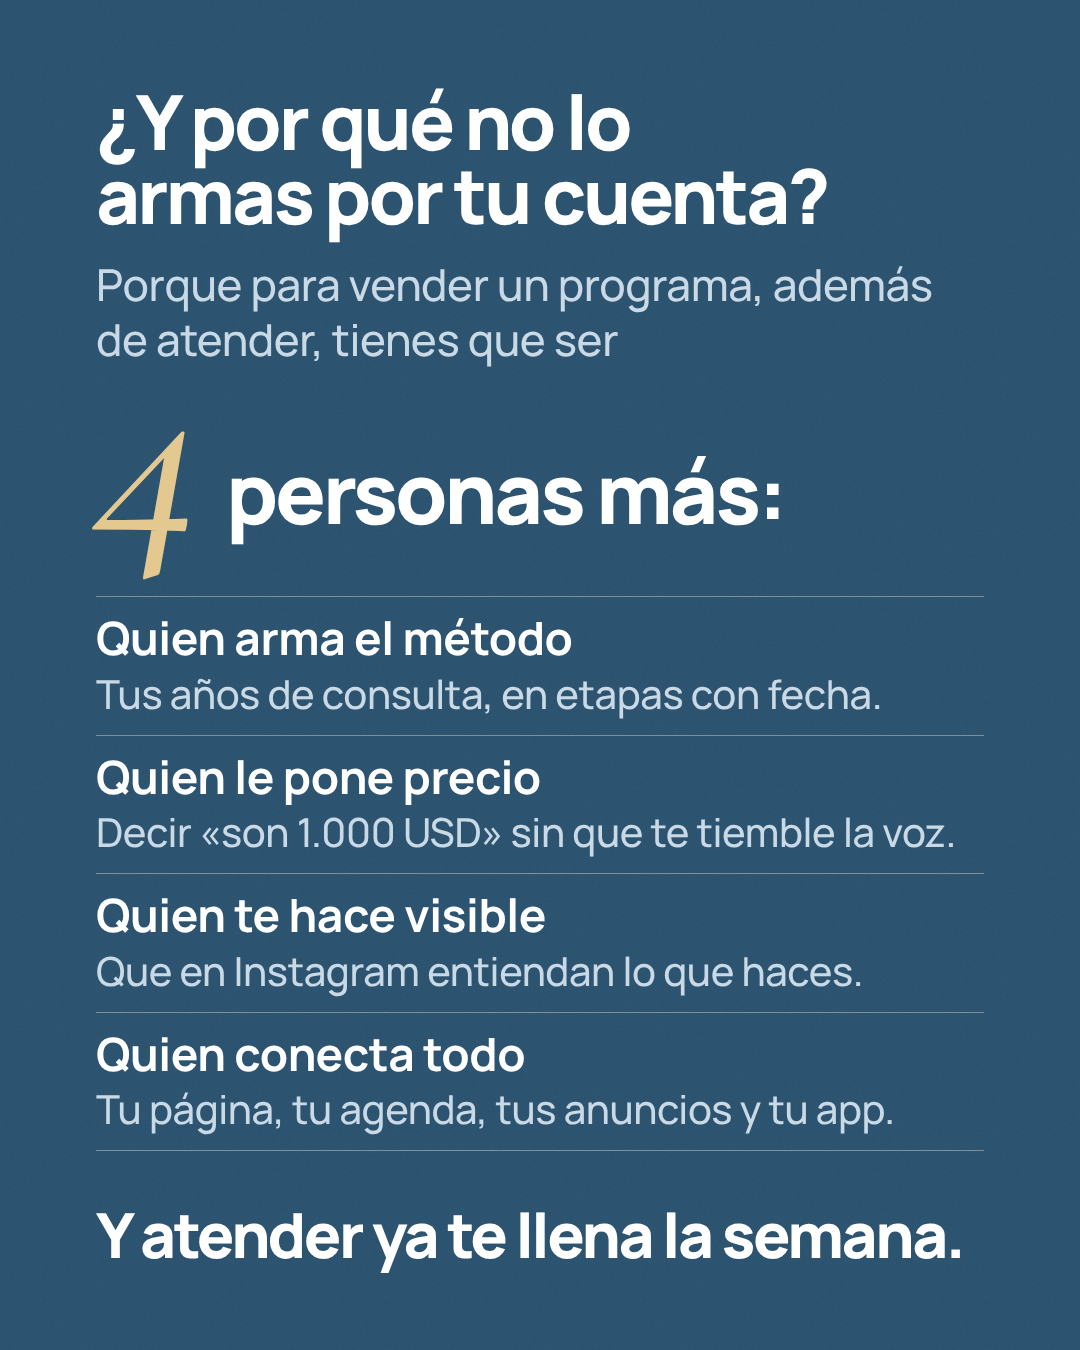 ¿Y por qué no lo
armas por tu cuenta?
Porque para vender un programa, además
de atender, tienes que ser
4 personas más:
Quien arma el método
Tus años de consulta, en etapas con fecha.
Quien le pone precio
Decir «son 1.000 USD» sin que te tiemble la voz.
Quien te hace visible
Que en Instagram entiendan lo que haces.
Quien conecta todo
Tu página, tu agenda, tus anuncios y tu app.
Y atender ya te llena la semana.